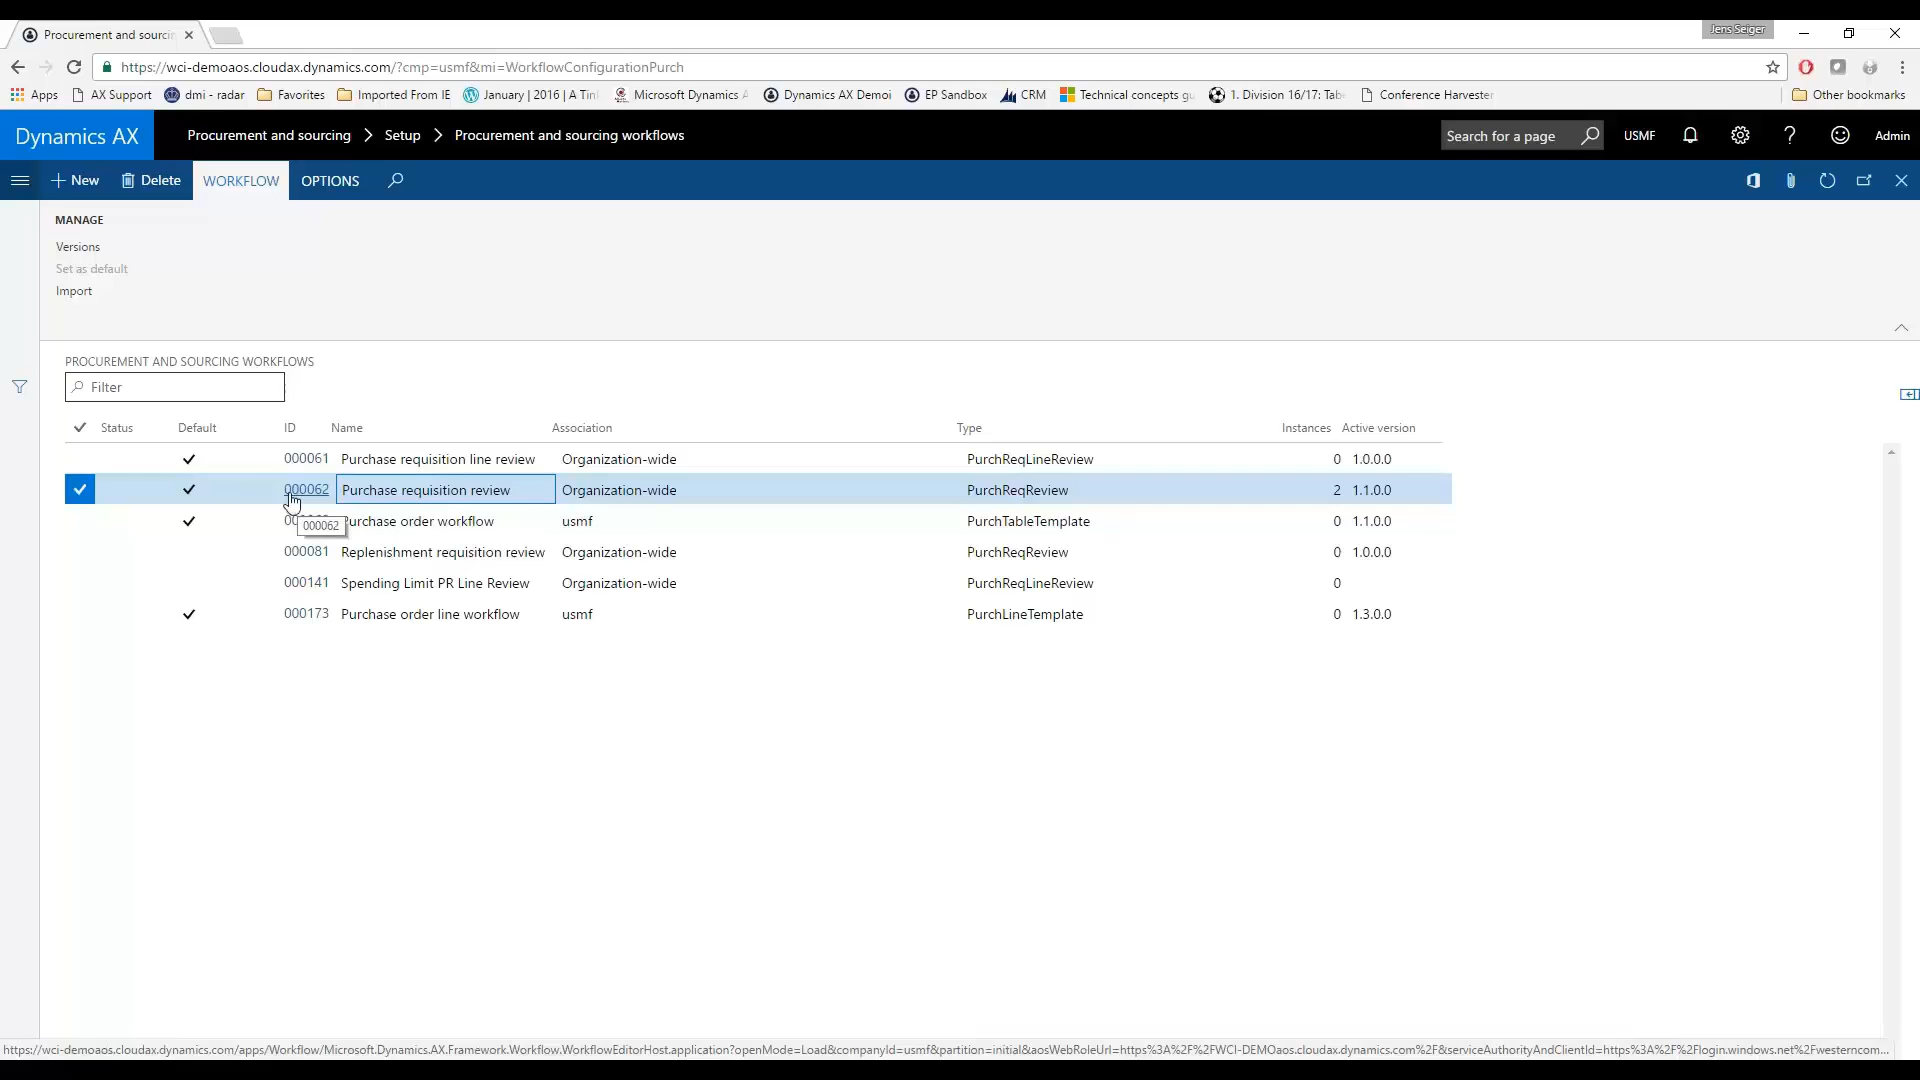 Jens Seiger
Procurement and sourcin
https://wci-demoaos.cloudax.dynamics.com/?cmp=usmf&mi=WorkflowConfigurationPurch
Apps AX Support dmi - radar Favorites Imported From IE January | 2016 | A Tin Microsoft Dynamics A Dynamics AX Demoi EP Sandbox CRM Technical concepts gu 1. Division 16/17: Tab Conference Harvester Other bookmarks
Dynamics AX Procurement and sourcing > Setup > Procurement and sourcing workflows Search for a page USMF ? Admin
+ New Delete WORKFLOW OPTIONS
MANAGE
Versions
Set as default
Import
PROCUREMENT AND SOURCING WORKFLOWS
Filter
Status Default ID Name Association Type Instances Active version
000061 Purchase requisition line review Organization-wide PurchReqLineReview 0 1.0.0.0
000062 Purchase requisition review Organization-wide PurchReqReview 2 1.1.0.0
Purchase order workflow usmf PurchTableTemplate 0 1.1.0.0
000062
000081 Replenishment requisition review Organization-wide PurchReqReview 0 1.0.0.0
000141 Spending Limit PR Line Review Organization-wide PurchReqLineReview 0
000173 Purchase order line workflow usmf PurchLineTemplate 0 1.3.0.0
https://wci-demoaos.cloudax.dynamics.com/apps/Workflow/Microsoft.Dynamics.AX.Framework.Workflow.WorkflowEditorHost.application?openMode=Load&companyId=usmf&partition=initial&aosWebRoleUrl=https%3A%2F%2FWCI-DEMOaos.cloudax.dynamics.com%2F&serviceAuthorityAndClientId=https%3A%2F%2Flogin.windows.net%2Fwesterncom...